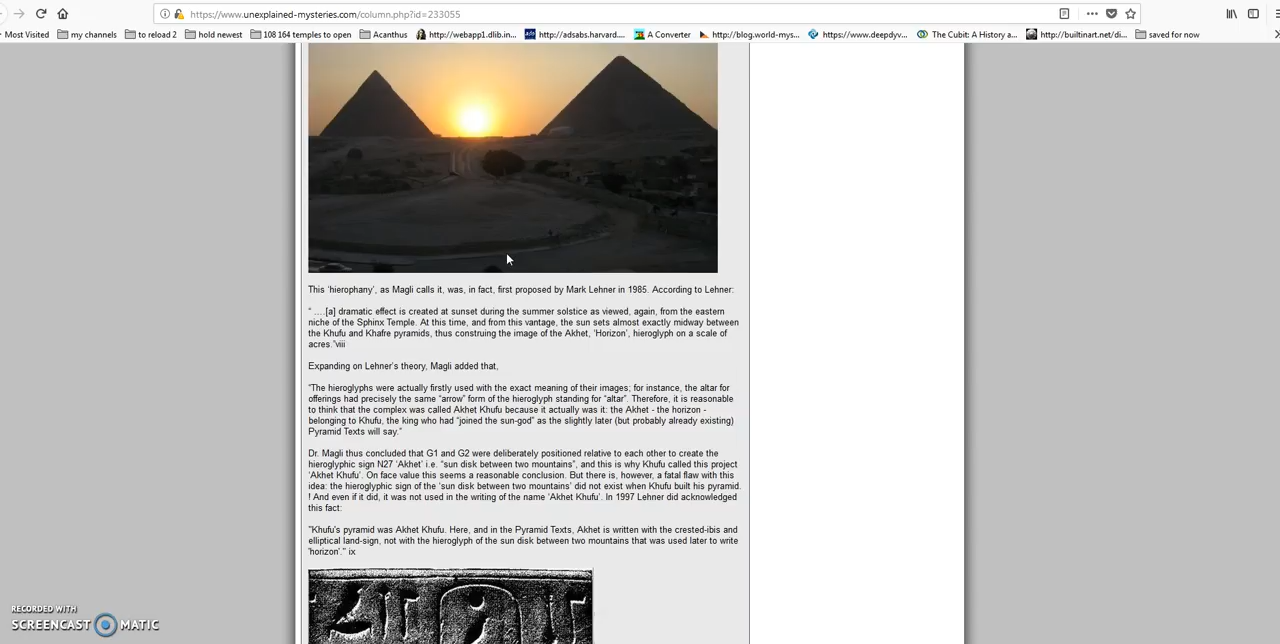 https://www.unexplained-mysteries.com/column.php?id=233055
Most Visited my channels to reload 2 hold newest 108 164 temples to open Acanthus http://webapp1.dlib.in... http://adsabs.harvard.... A Converter http://blog.world-mys... https://www.deepdyv... The Cubit: A History a... http://builtinart.net/di... saved for now
This 'hierophany', as Magli calls it, was, in fact, first proposed by Mark Lehner in 1985. According to Lehner:
" ....[a] dramatic effect is created at sunset during the summer solstice as viewed, again, from the eastern
niche of the Sphinx Temple. At this time, and from this vantage, the sun sets almost exactly midway between
the Khufu and Khafre pyramids, thus construing the image of the Akhet, 'Horizon', hieroglyph on a scale of
acres."viii
Expanding on Lehner's theory, Magli added that,
"The hieroglyphs were actually firstly used with the exact meaning of their images; for instance, the altar for
offerings had precisely the same "arrow" form of the hieroglyph standing for "altar". Therefore, it is reasonable
to think that the complex was called Akhet Khufu because it actually was it: the Akhet - the horizon -
belonging to Khufu, the king who had "joined the sun-god" as the slightly later (but probably already existing)
Pyramid Texts will say."
Dr. Magli thus concluded that G1 and G2 were deliberately positioned relative to each other to create the
hieroglyphic sign N27 'Akhet' i.e. "sun disk between two mountains", and this is why Khufu called this project
'Akhet Khufu'. On face value this seems a reasonable conclusion. But there is, however, a fatal flaw with this
idea: the hieroglyphic sign of the 'sun disk between two mountains' did not exist when Khufu built his pyramid.
! And even if it did, it was not used in the writing of the name 'Akhet Khufu'. In 1997 Lehner did acknowledged
this fact:
"Khufu's pyramid was Akhet Khufu. Here, and in the Pyramid Texts, Akhet is written with the crested-ibis and
elliptical land-sign, not with the hieroglyph of the sun disk between two mountains that was used later to write
'horizon'." ix
RECORDED WITH
SCREENCAST MATIC